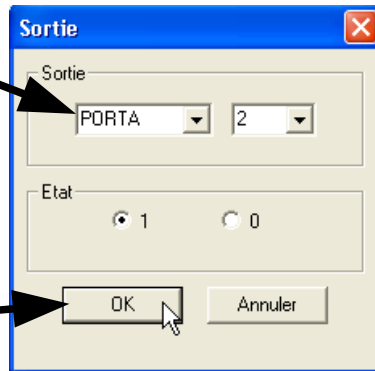 Sortie
Sortie
PORTA 2
Etat
1 0
OK Annuler